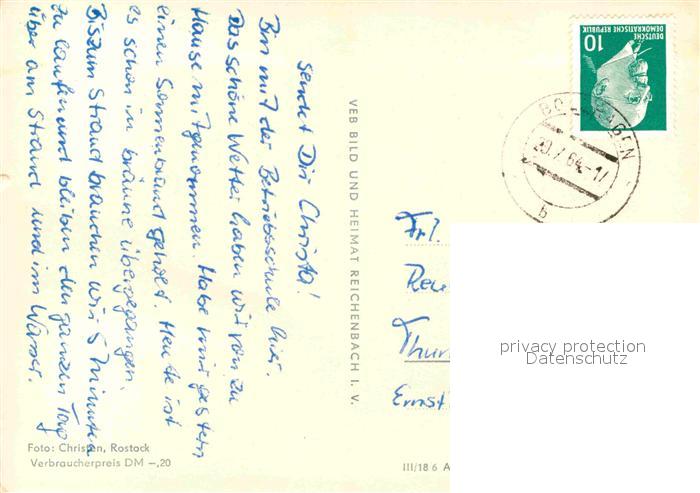 sendet Dir Christa!
Bin mit der Betriebsschule hier.
Das schöne Wetter haben wir von zu
Hause mitgenommen. Habe mir gestern
einen Sonnenbrand geholt. Heute ist
es schon in bräune übergegangen.
Bis zum Strand brauchen wir 5 Minuten
zu laufen und bleiben den ganzen Tag
über am Strand und im Wasser.
Foto: Christen, Rostock
Verbraucherpreis DM –,20
VEB BILD UND HEIMAT REICHENBACH I. V.
III/18 6 A
DEUTSCHE
DEMOKRATISCHE REPUBLIK
10
20.7.64-17
b
Frl.
Thur
Ernst
privacy protection
Datenschutz